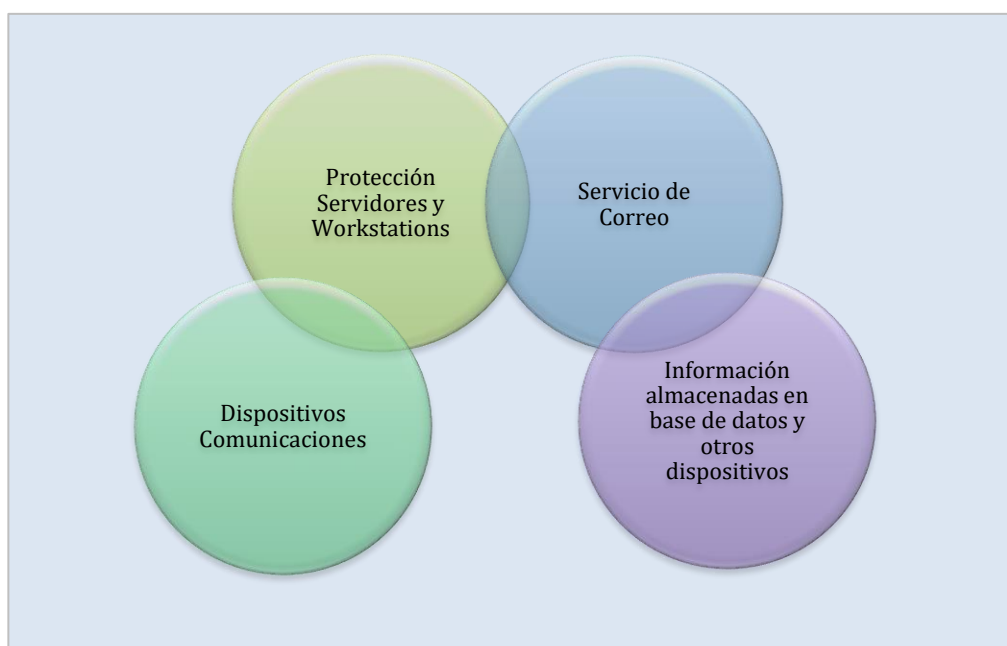 Protección
Servidores y
Workstations
Servicio de
Correo
Dispositivos
Comunicaciones
Información
almacenadas en
base de datos y
otros
dispositivos